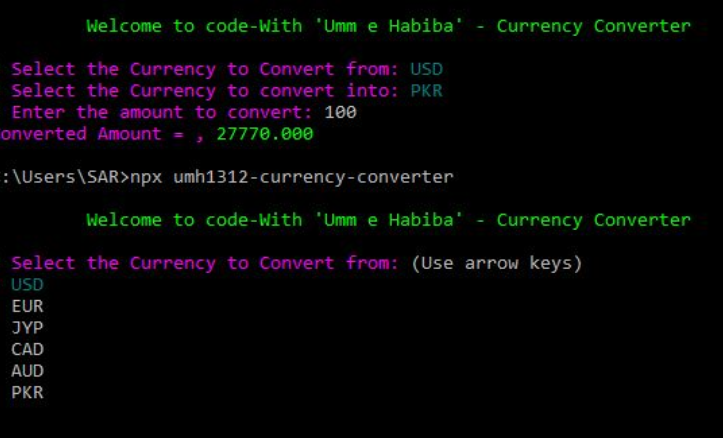 Welcome to code-With 'Umm e Habiba' - Currency Converter
Select the Currency to Convert from: USD
Select the Currency to convert into: PKR
Enter the amount to convert: 100
onverted Amount = , 27770.000
:\Users\SAR>npx umh1312-currency-converter
Welcome to code-With 'Umm e Habiba' - Currency Converter
Select the Currency to Convert from: (Use arrow keys)
USD
EUR
JYP
CAD
AUD
PKR